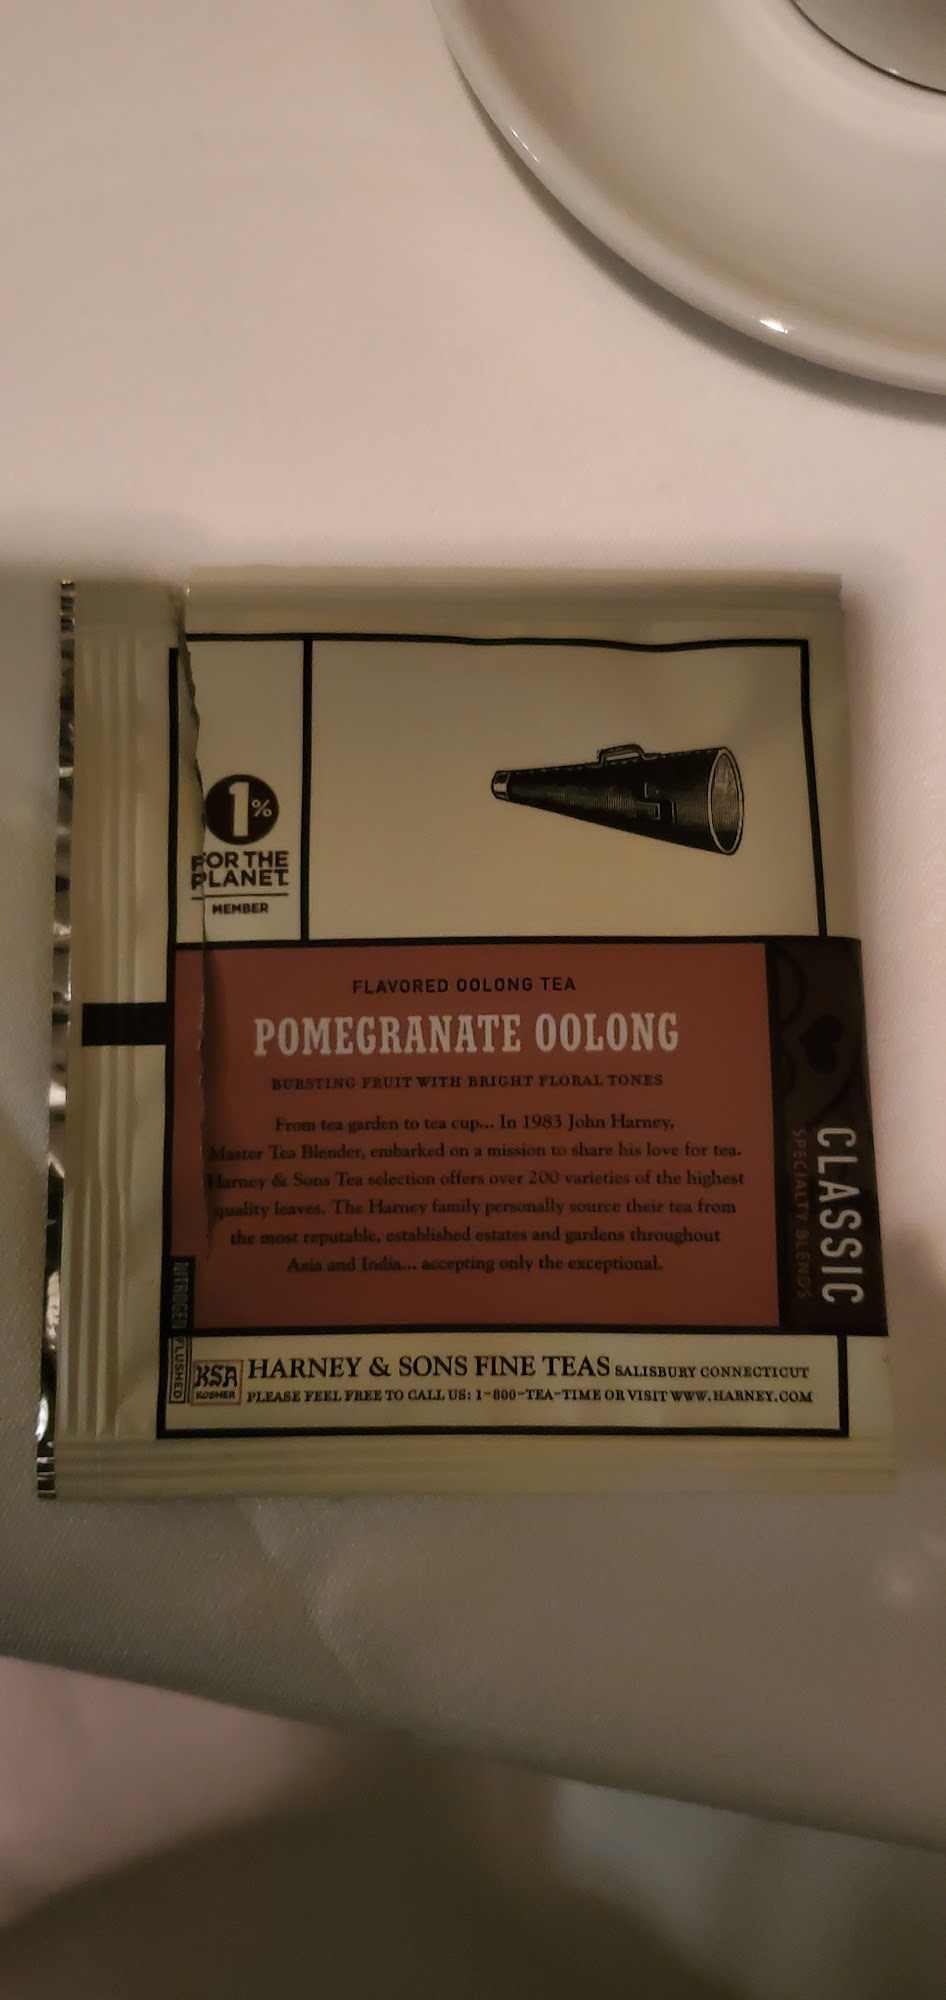 1%
FOR THE
PLANET
MEMBER
FLAVORED OOLONG TEA
POMEGRANATE OOLONG
BURSTING FRUIT WITH BRIGHT FLORAL TONES
From tea garden to tea cup... In 1983 John Harney,
Master Tea Blender, embarked on a mission to share his love for tea.
Harney & Sons Tea selection offers over 200 varieties of the highest
quality leaves. The Harney family personally source their tea from
the most reputable, established estates and gardens throughout
Asia and India... accepting only the exceptional.
CLASSIC
SPECIALTY BLENDS
NITROGEN FLUSHED
KSA
KOSHER
HARNEY & SONS FINE TEAS SALISBURY CONNECTICUT
PLEASE FEEL FREE TO CALL US: 1-800-TEA-TIME OR VISIT WWW.HARNEY.COM